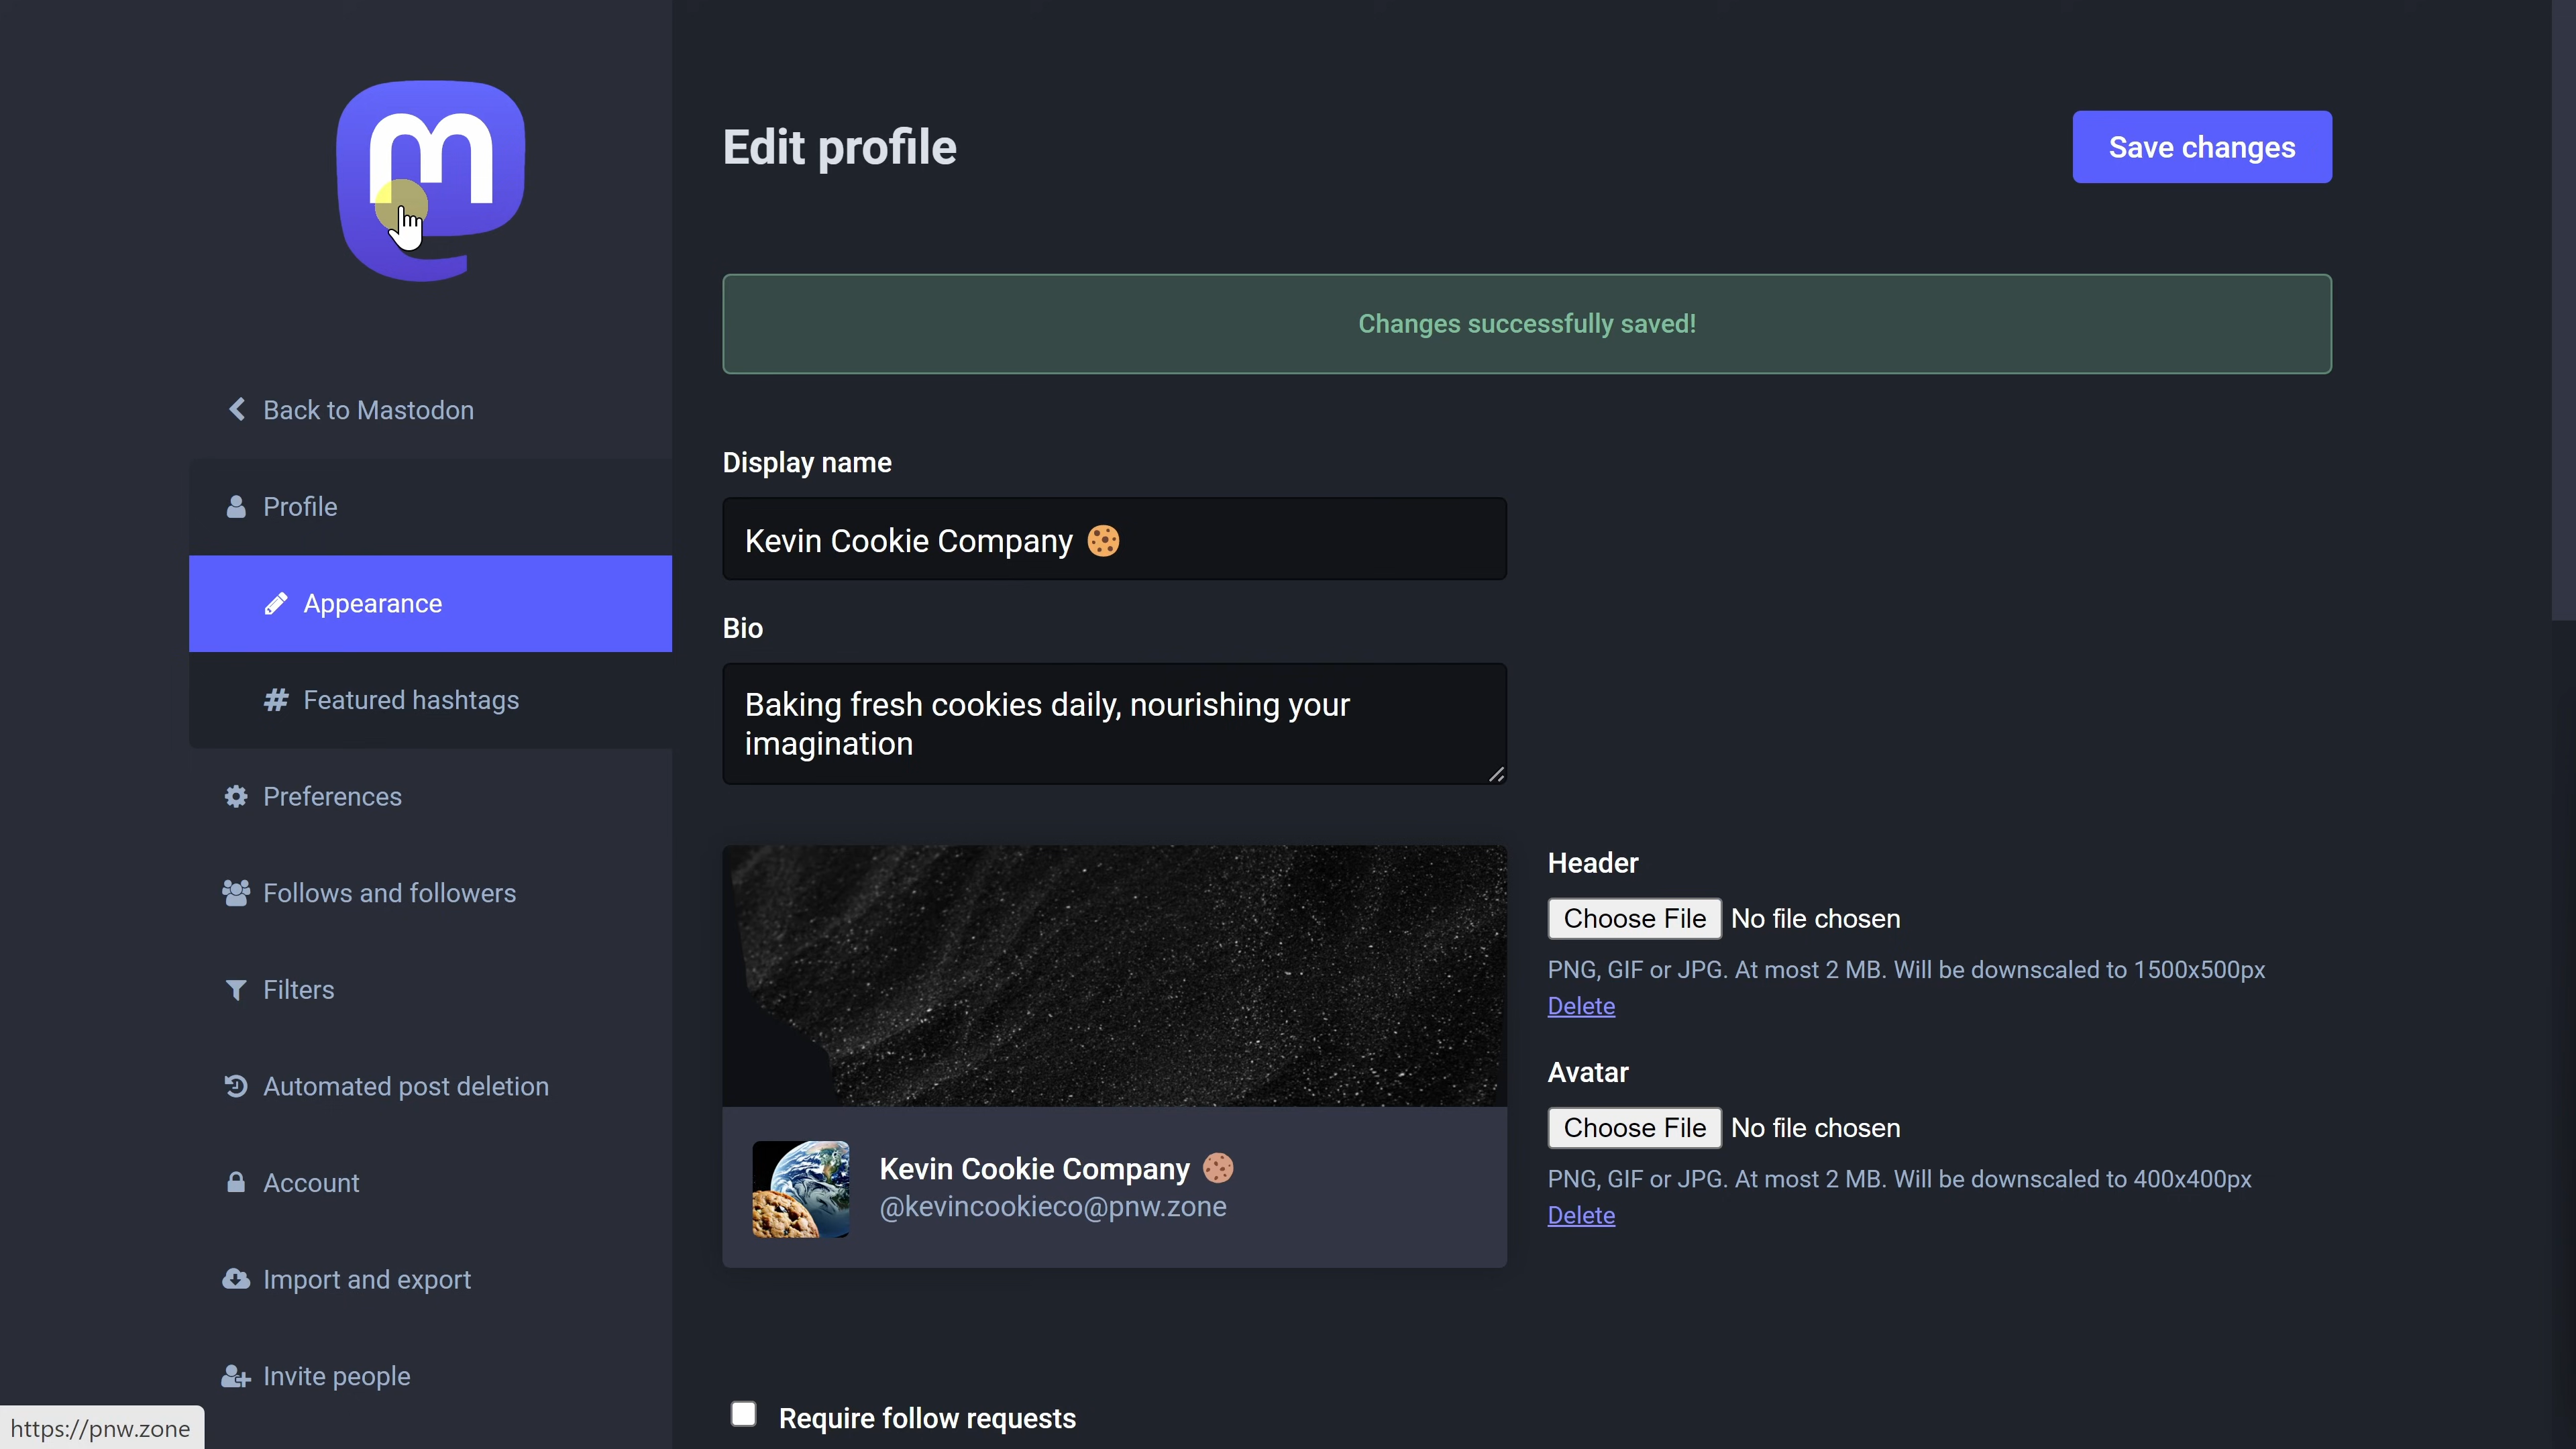 Edit profile
Save changes
Changes successfully saved!
Back to Mastodon
Profile
Appearance
Featured hashtags
Preferences
Follows and followers
Filters
Automated post deletion
Account
Import and export
Invite people
https://pnw.zone
Display name
Kevin Cookie Company 🍪
Bio
Baking fresh cookies daily, nourishing your
imagination
Kevin Cookie Company 🍪
@kevincookieco@pnw.zone
Header
Choose File No file chosen
PNG, GIF or JPG. At most 2 MB. Will be downscaled to 1500x500px
Delete
Avatar
Choose File No file chosen
PNG, GIF or JPG. At most 2 MB. Will be downscaled to 400x400px
Delete
Require follow requests